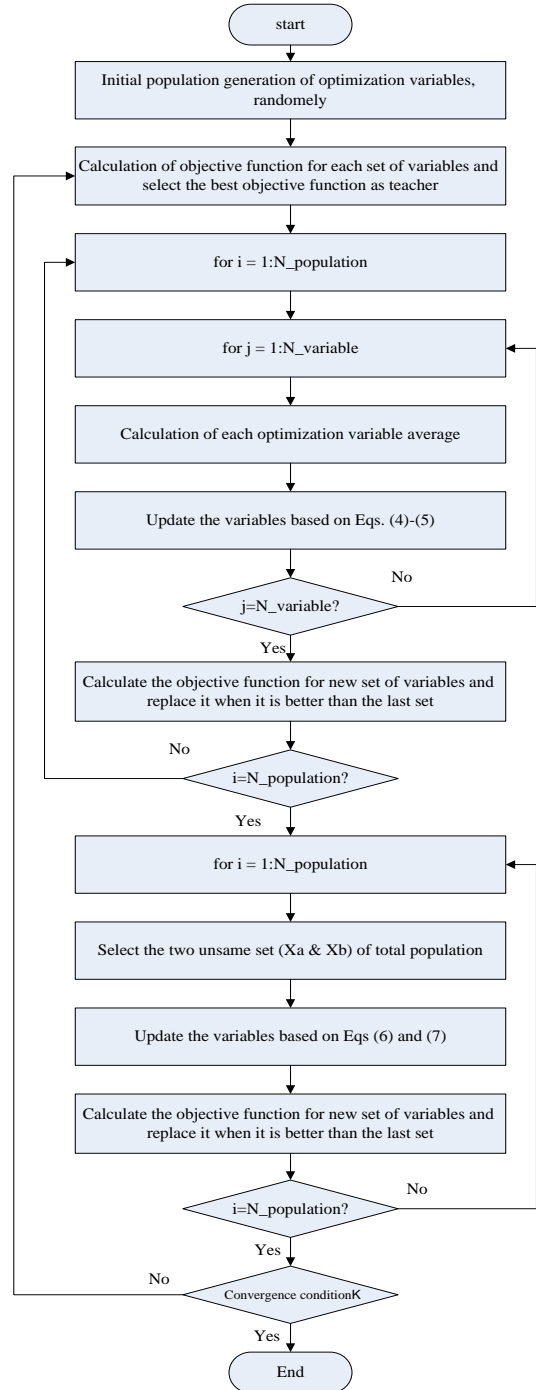 start
Initial population generation of optimization variables,
randomely
Calculation of objective function for each set of variables and
select the best objective function as teacher
for i = 1:N_population
for j = 1:N_variable
Calculation of each optimization variable average
Update the variables based on Eqs. (4)-(5)
No
j=N_variable?
Yes
Calculate the objective function for new set of variables and
replace it when it is better than the last set
No
i=N_population?
Yes
for i = 1:N_population
Select the two unsame set (Xa & Xb) of total population
Update the variables based on Eqs (6) and (7)
Calculate the objective function for new set of variables and
replace it when it is better than the last set
No
i=N_population?
Yes
No
Convergence conditionK
Yes
End